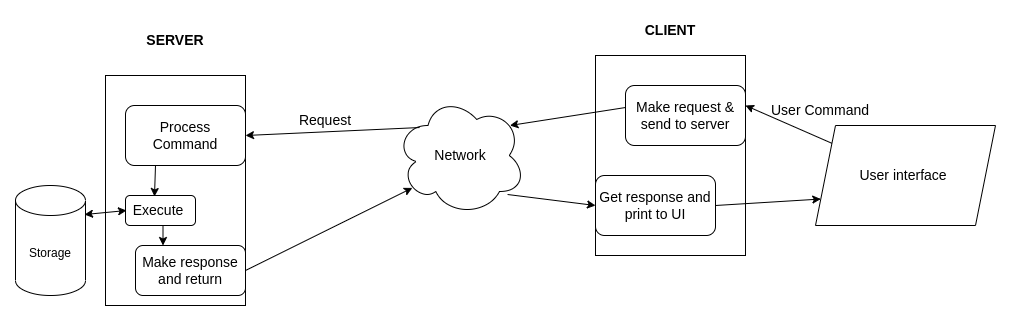 SERVER
CLIENT
Process
Command
Request
Network
Make request &
send to server
User Command
User interface
Execute
Get response and
print to UI
Storage
Make response
and return